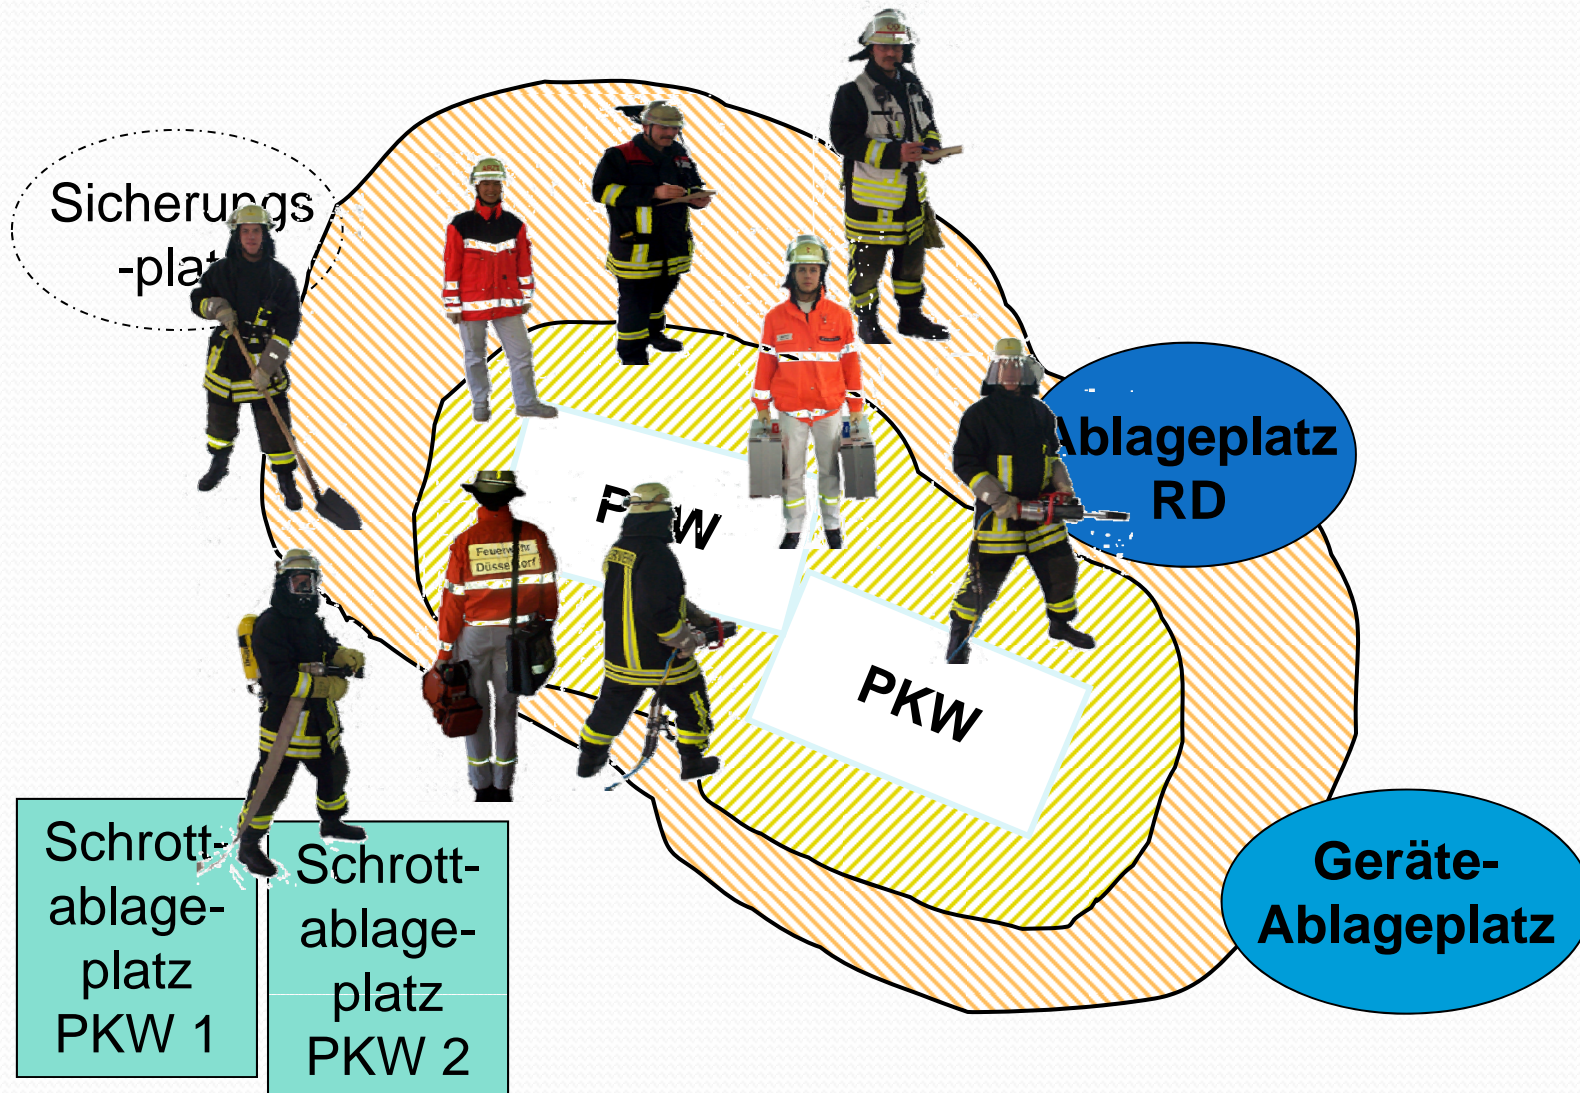 Sicherungs
-platz
Ablageplatz
RD
PKW
Feuerwehr
Düsseldorf
PKW
Schrott-
ablage-
platz
PKW 1
Schrott-
ablage-
platz
PKW 2
Geräte-
Ablageplatz